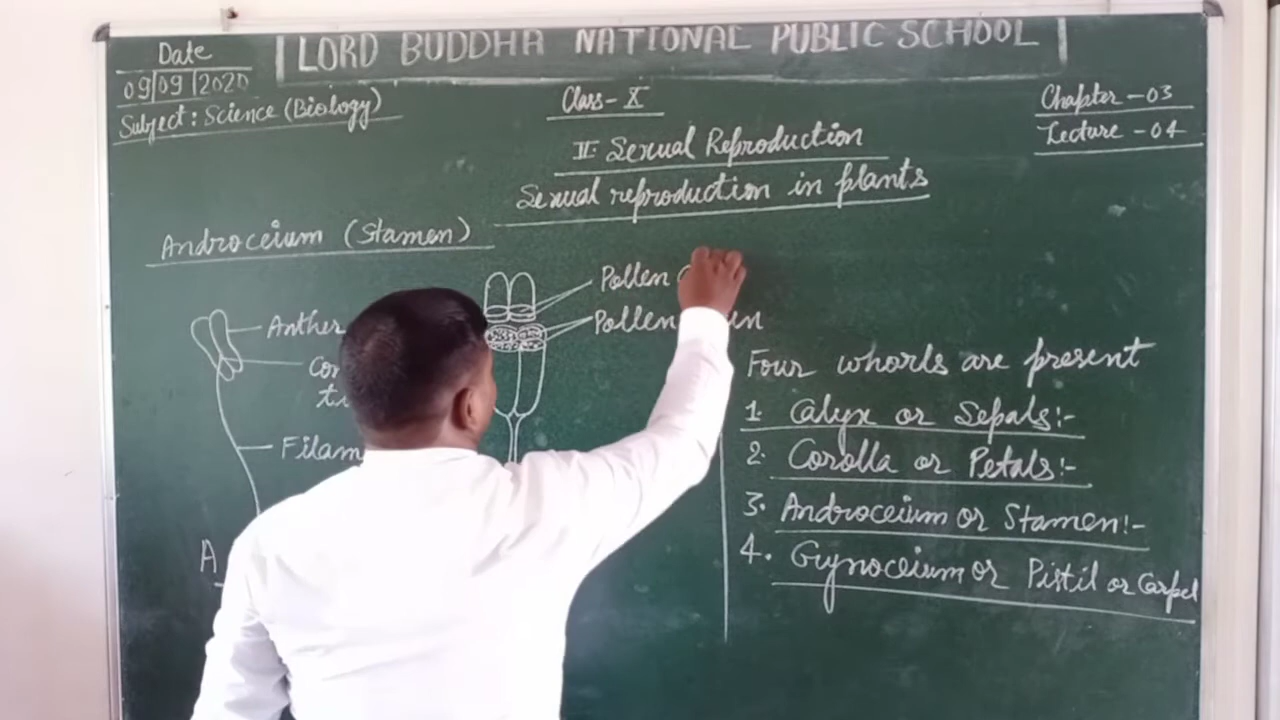 Date
09/09/2020
LORD BUDDHA NATIONAL PUBLIC SCHOOL
Subject: Science (Biology)
Class - X
Chapter - 03
Lecture - 04
II. Sexual Reproduction
Sexual reproduction in plants
Androceium (Stamen)
Pollen
Anther
Pollen
Four whorls are present
1. Calyx or Sepals:-
2. Corolla or Petals:-
3. Androceium or Stamen:-
4. Gynoceium or Pistil or Carpel
A